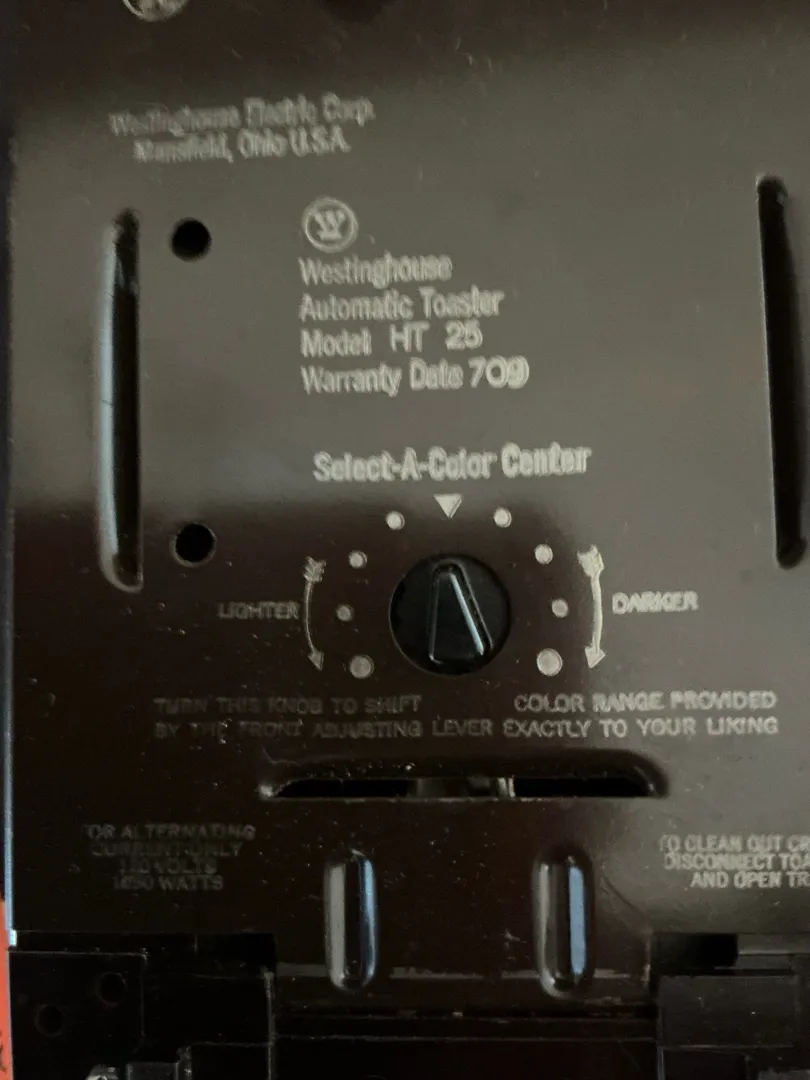 Westinghouse Electric Corp.
Mansfield, Ohio U.S.A.
W
Westinghouse
Automatic Toaster
Model HT 25
Warranty Date 709
Select-A-Color Center
LIGHTER
DARKER
TURN THIS KNOB TO SHIFT COLOR RANGE PROVIDED
BY THE FRONT ADJUSTING LEVER EXACTLY TO YOUR LIKING
FOR ALTERNATING
CURRENT ONLY
VOLTS
WATTS
TO CLEAN OUT CR
DISCONNECT TOA
AND OPEN TR